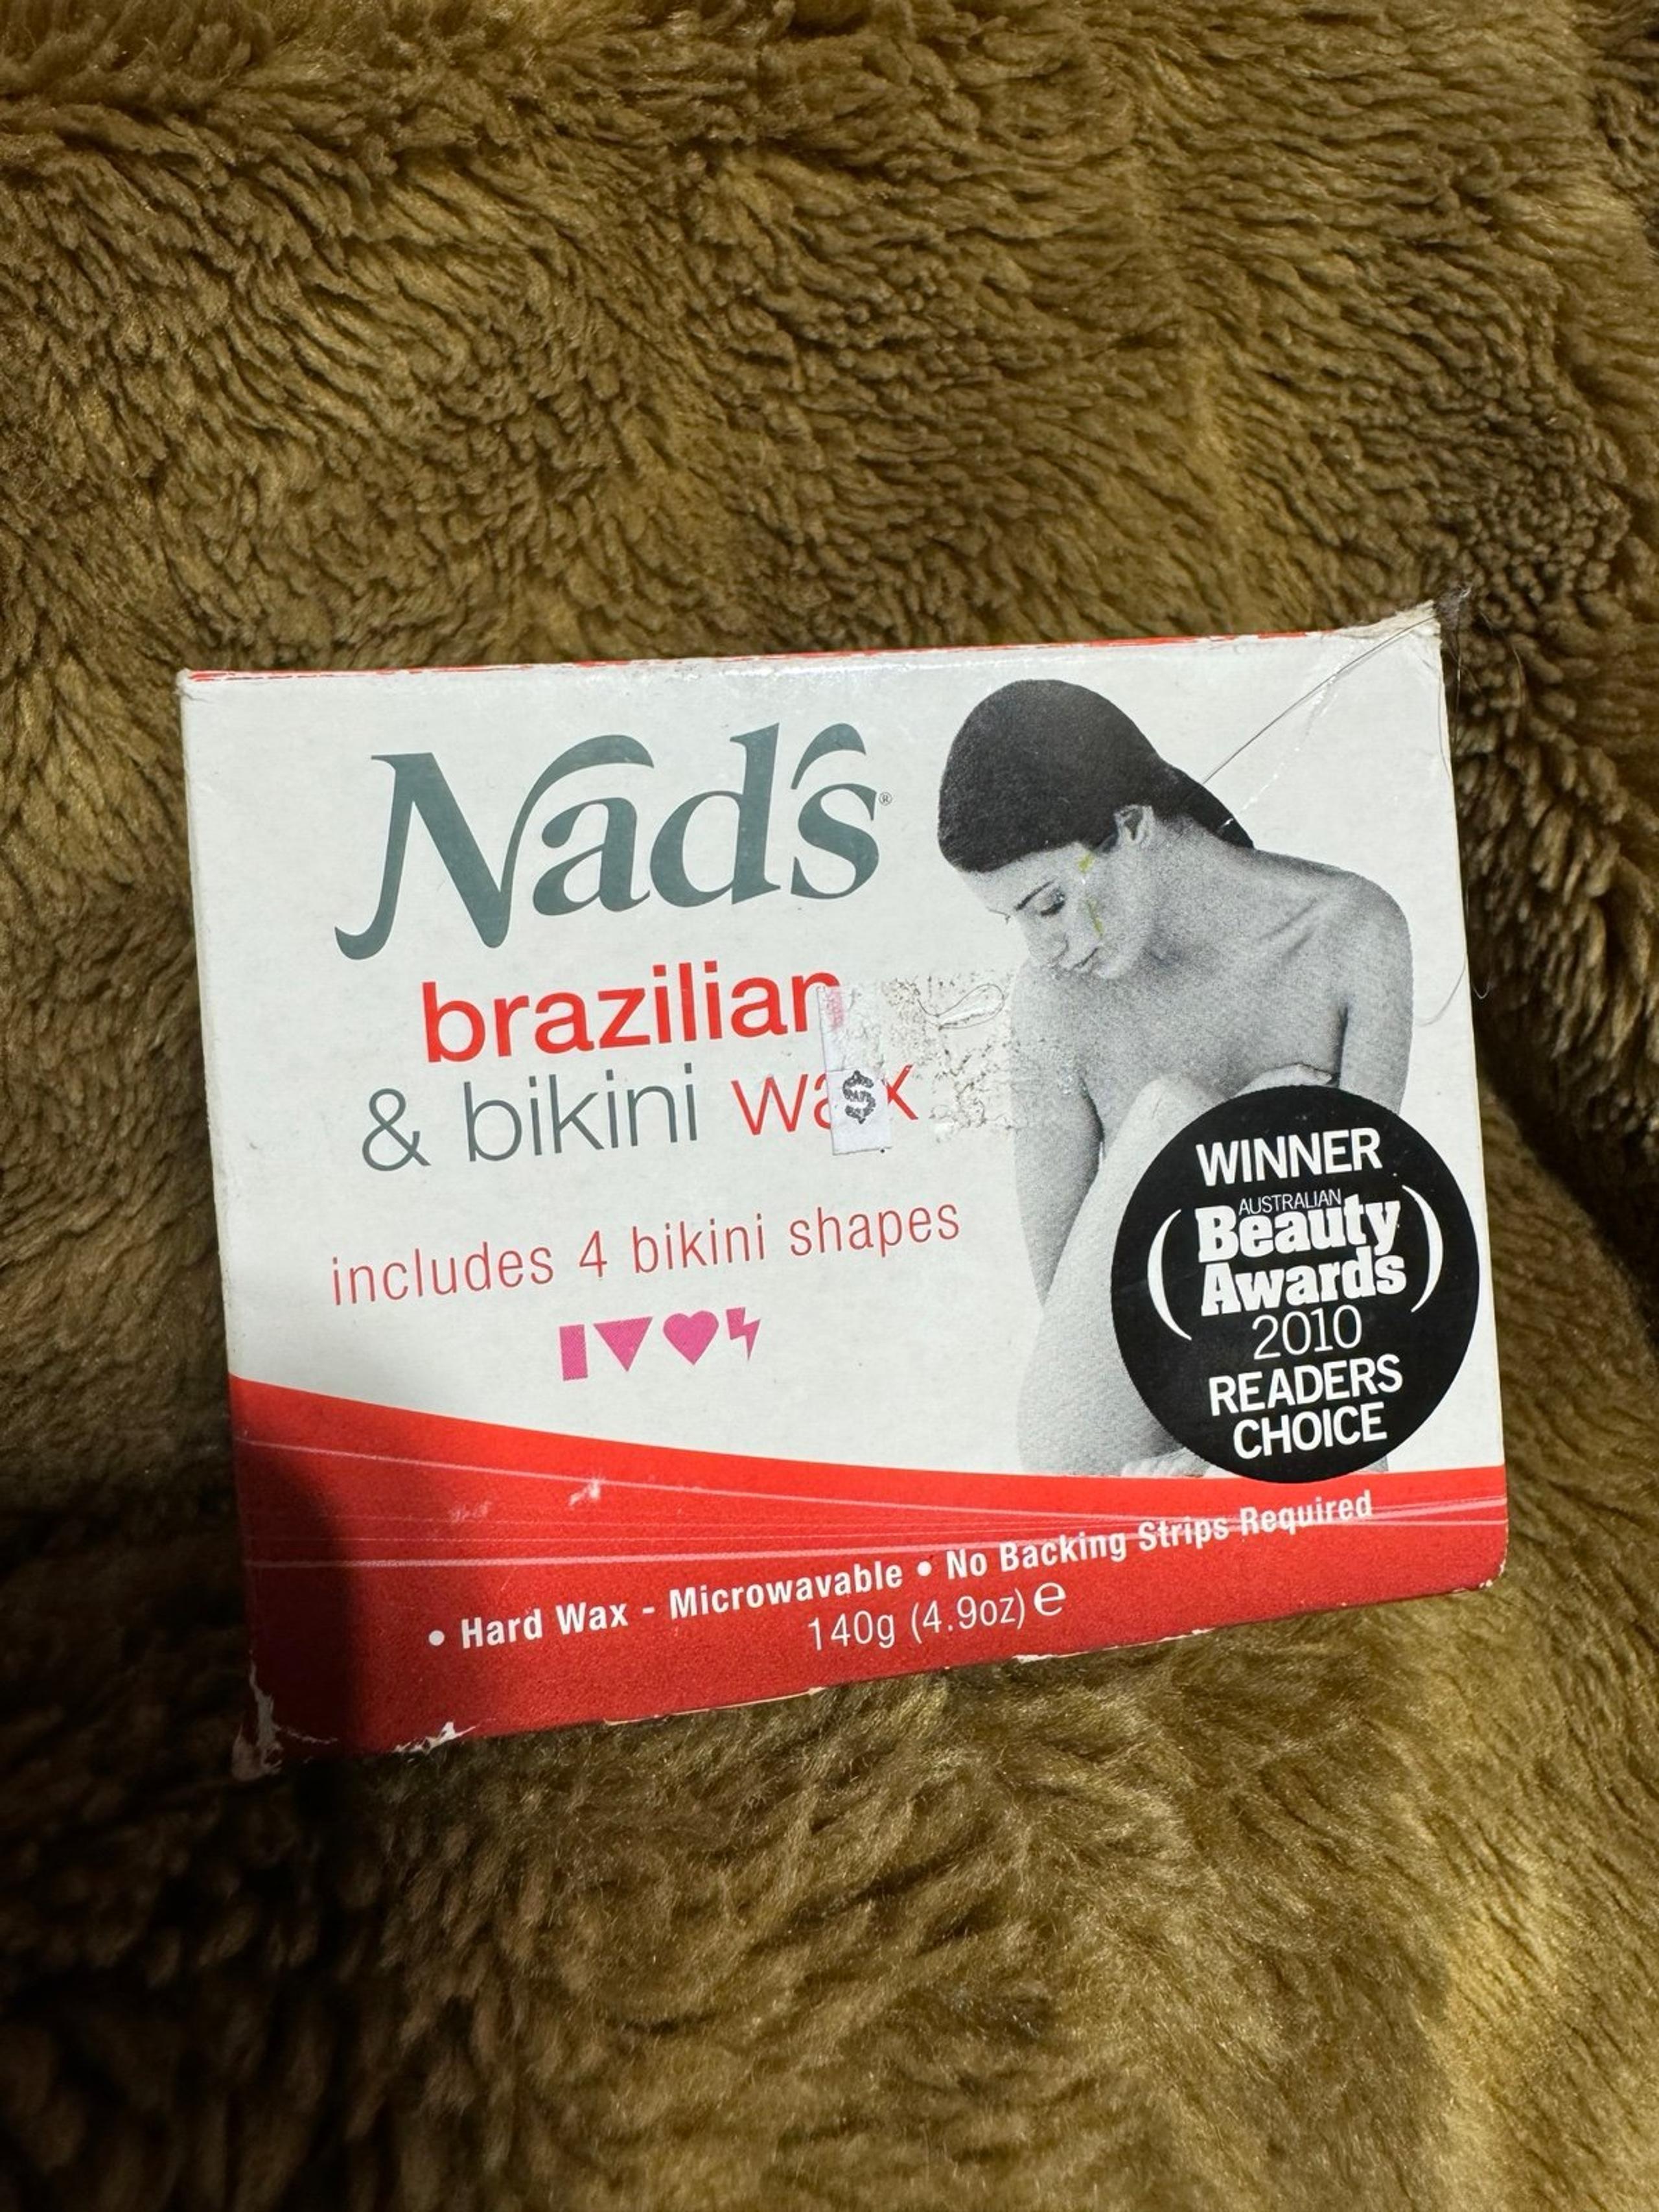 Nad's®
brazilian
& bikini wax
$
includes 4 bikini shapes
WINNER
AUSTRALIAN
Beauty
Awards
2010
READERS
CHOICE
• Hard Wax - Microwavable • No Backing Strips Required
140g (4.9oz) e